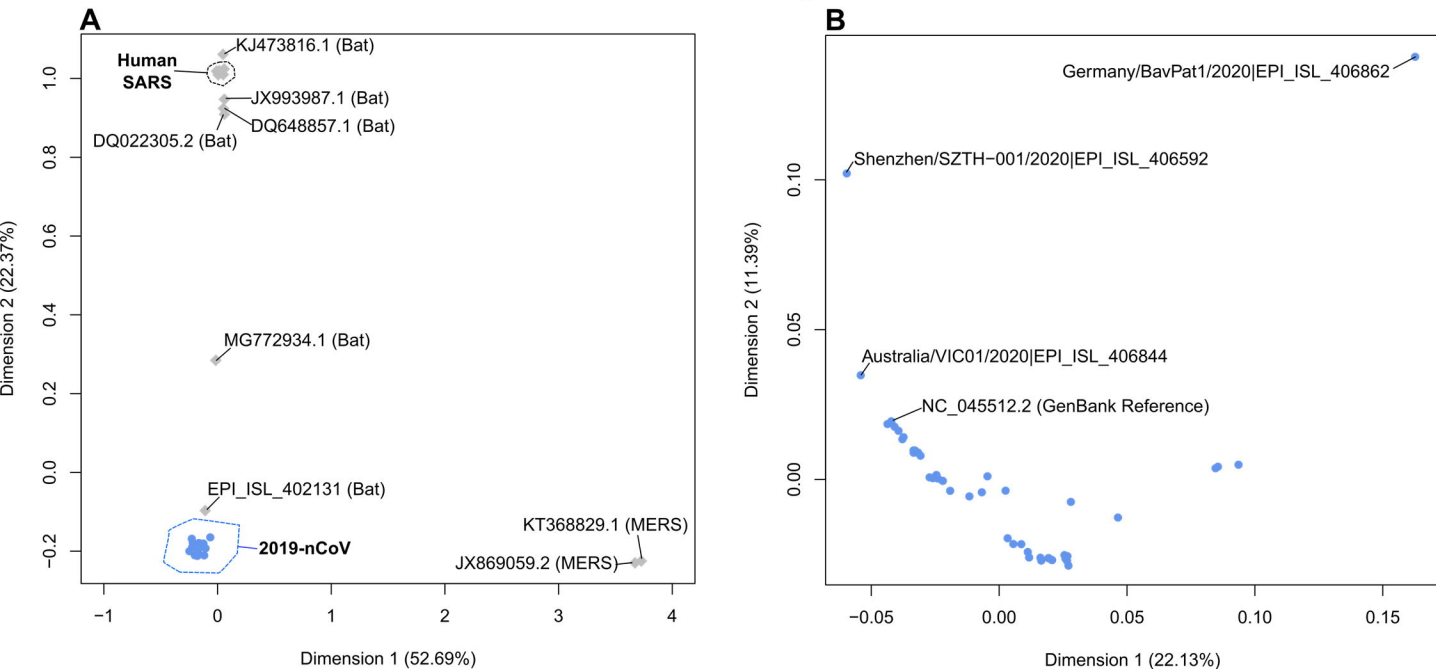 A
KJ473816.1 (Bat)
Human
SARS
JX993987.1 (Bat)
DQ648857.1 (Bat)
DQ022305.2 (Bat)
MG772934.1 (Bat)
EPI_ISL_402131 (Bat)
2019-nCoV
KT368829.1 (MERS)
JX869059.2 (MERS)
1.0
0.8
0.6
0.4
0.2
0.0
−0.2
Dimension 2 (22.37%)
−1
0
1
2
3
4
Dimension 1 (52.69%)
B
Germany/BavPat1/2020|EPI_ISL_406862
Shenzhen/SZTH−001/2020|EPI_ISL_406592
Australia/VIC01/2020|EPI_ISL_406844
NC_045512.2 (GenBank Reference)
0.10
0.05
0.00
Dimension 2 (11.39%)
−0.05
0.00
0.05
0.10
0.15
Dimension 1 (22.13%)